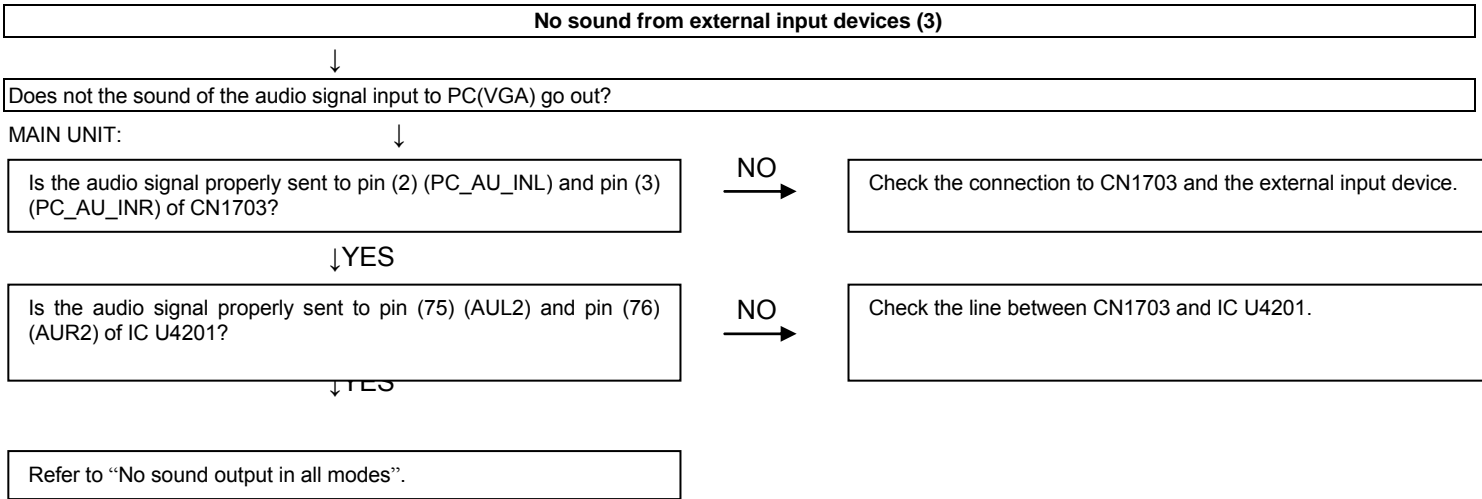 No sound from external input devices (3)
↓
Does not the sound of the audio signal input to PC(VGA) go out?
MAIN UNIT: ↓
Is the audio signal properly sent to pin (2) (PC_AU_INL) and pin (3)
(PC_AU_INR) of CN1703?
NO
Check the connection to CN1703 and the external input device.
↓YES
Is the audio signal properly sent to pin (75) (AUL2) and pin (76)
(AUR2) of IC U4201?
NO
Check the line between CN1703 and IC U4201.
↓YES
Refer to “No sound output in all modes”.